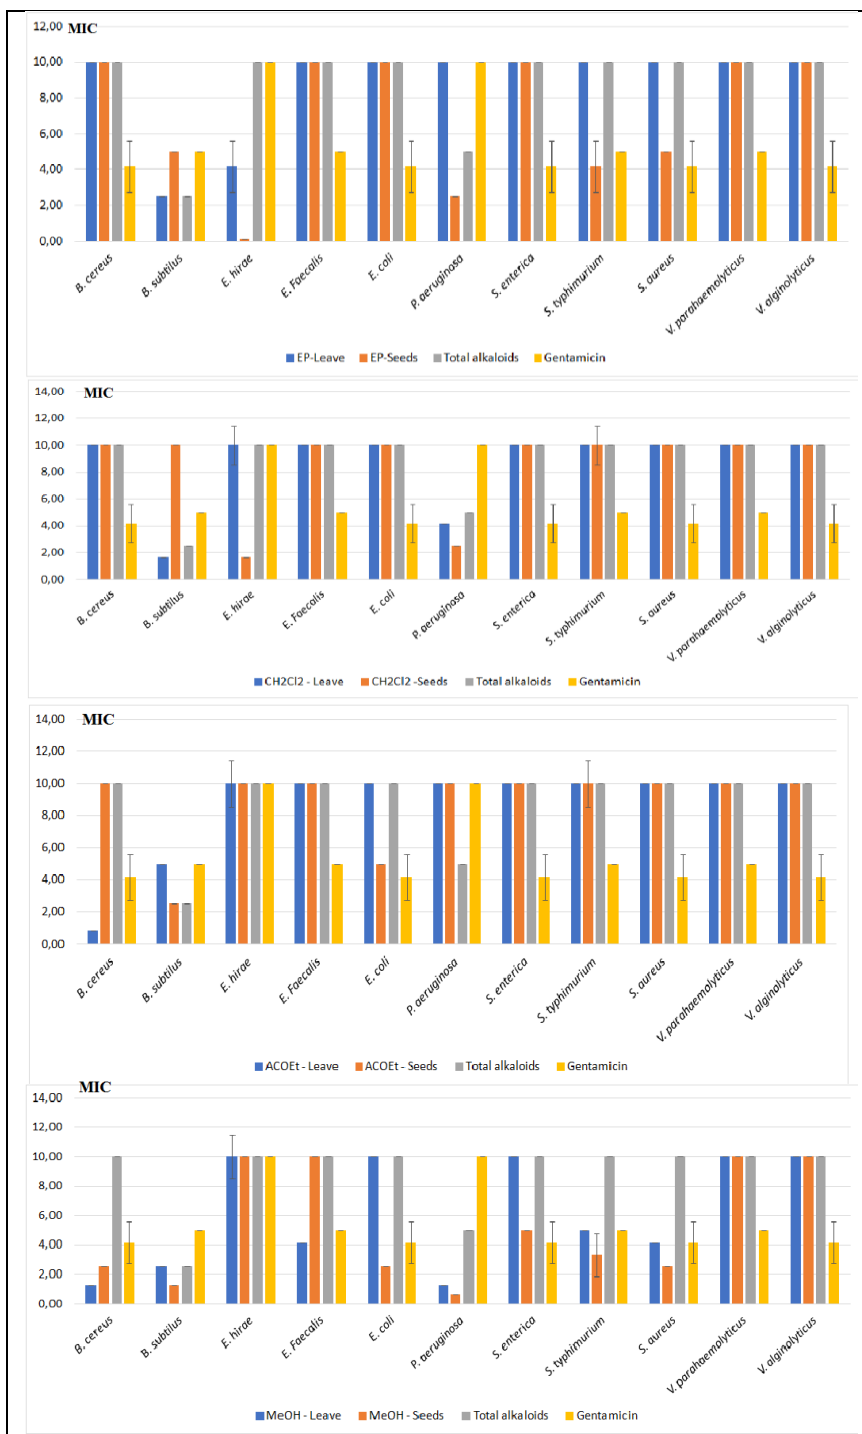 MIC
12,00
10,00
8,00
6,00
4,00
2,00
0,00
B. cereus B. subtilus E. hirae E. Faecalis E. coli P. aeruginosa S. enterica S. typhimurium S. aureus V. parahaemolyticus V. alginolyticus
EP-Leave EP-Seeds Total alkaloids Gentamicin
MIC
14,00
12,00
10,00
8,00
6,00
4,00
2,00
0,00
B. cereus B. subtilus E. hirae E. Faecalis E. coli P. aeruginosa S. enterica S. typhimurium S. aureus V. parahaemolyticus V. alginolyticus
CH2Cl2 - Leave CH2Cl2 -Seeds Total alkaloids Gentamicin
MIC
14,00
12,00
10,00
8,00
6,00
4,00
2,00
0,00
B. cereus B. subtilus E. hirae E. Faecalis E. coli P. aeruginosa S. enterica S. typhimurium S. aureus V. parahaemolyticus V. alginolyticus
ACOEt - Leave ACOEt - Seeds Total alkaloids Gentamicin
MIC
14,00
12,00
10,00
8,00
6,00
4,00
2,00
0,00
B. cereus B. subtilus E. hirae E. Faecalis E. coli P. aeruginosa S. enterica S. typhimurium S. aureus V. parahaemolyticus V. alginolyticus
MeOH - Leave MeOH - Seeds Total alkaloids Gentamicin